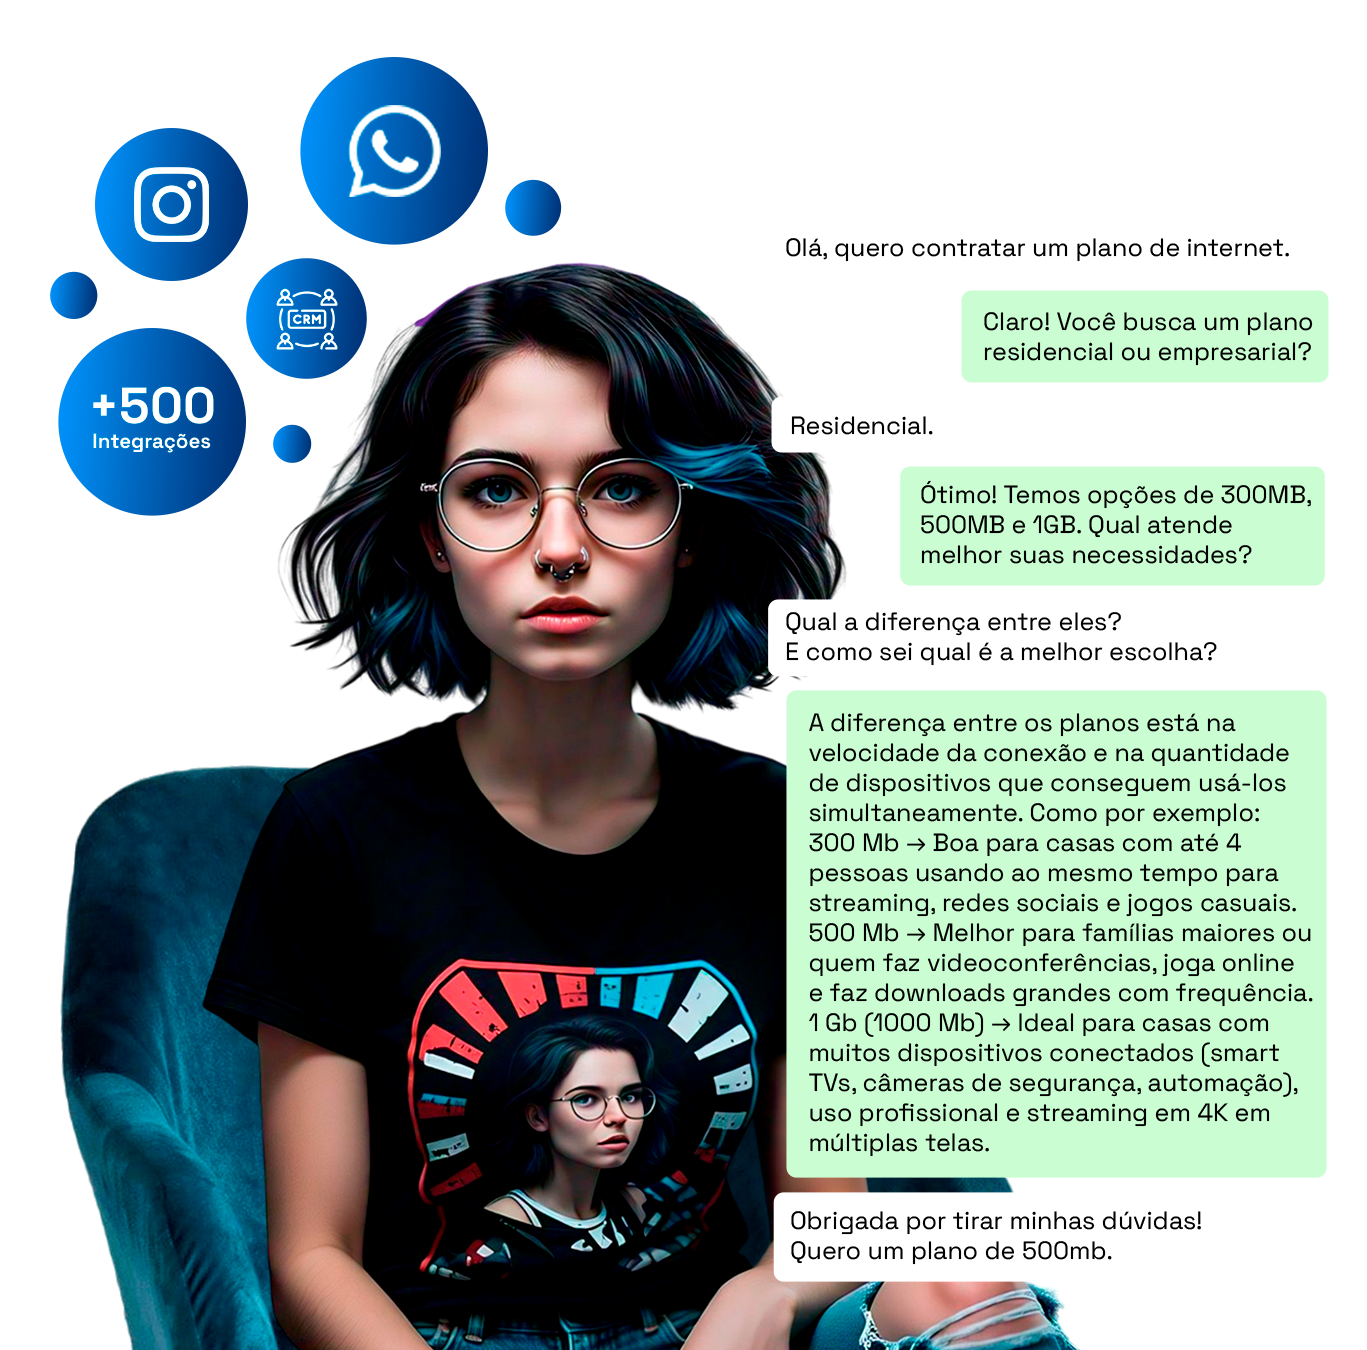 CRM
+500
Integrações
Olá, quero contratar um plano de internet.
Claro! Você busca um plano
residencial ou empresarial?
Residencial.
Ótimo! Temos opções de 300MB,
500MB e 1GB. Qual atende
melhor suas necessidades?
Qual a diferença entre eles?
E como sei qual é a melhor escolha?
A diferença entre os planos está na
velocidade da conexão e na quantidade
de dispositivos que conseguem usá-los
simultaneamente. Como por exemplo:
300 Mb → Boa para casas com até 4
pessoas usando ao mesmo tempo para
streaming, redes sociais e jogos casuais.
500 Mb → Melhor para famílias maiores ou
quem faz videoconferências, joga online
e faz downloads grandes com frequência.
1 Gb (1000 Mb) → Ideal para casas com
muitos dispositivos conectados (smart
TVs, câmeras de segurança, automação),
uso profissional e streaming em 4K em
múltiplas telas.
Obrigada por tirar minhas dúvidas!
Quero um plano de 500mb.